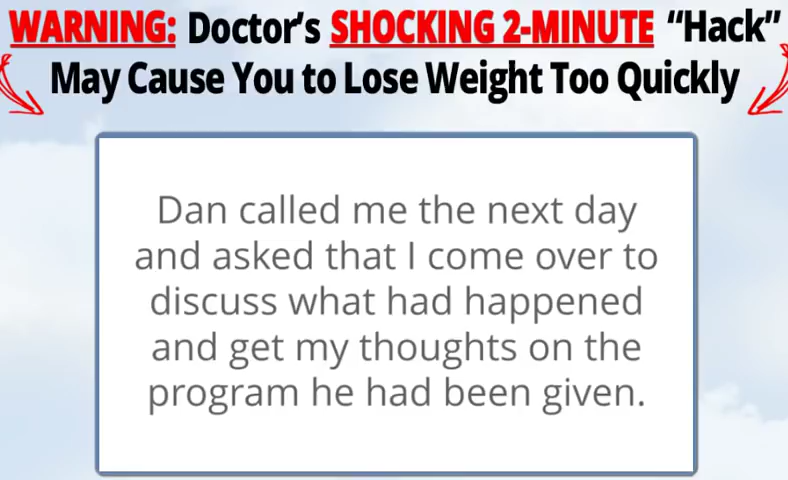 WARNING: Doctor's SHOCKING 2-MINUTE “Hack”
May Cause You to Lose Weight Too Quickly
Dan called me the next day
and asked that I come over to
discuss what had happened
and get my thoughts on the
program he had been given.